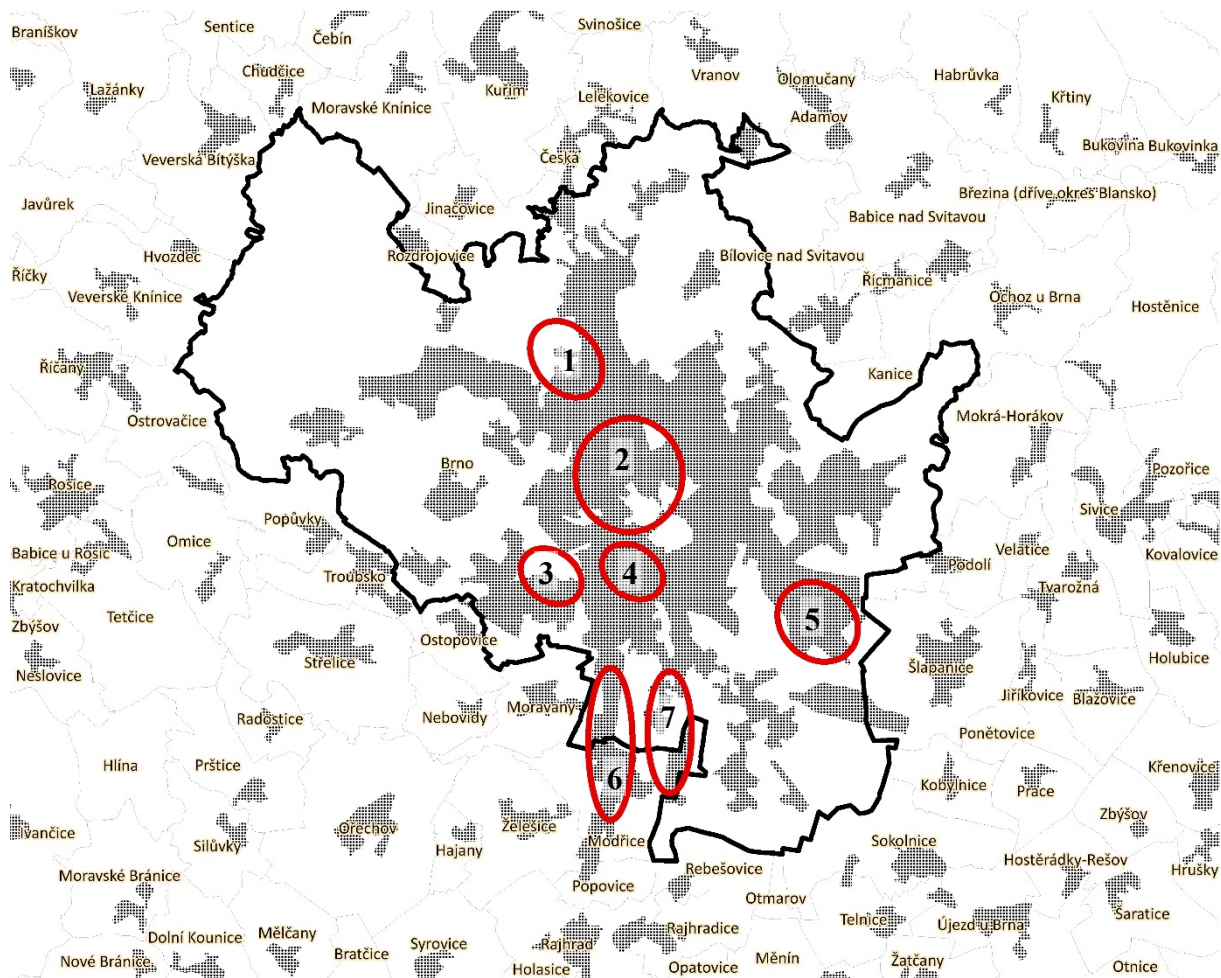 Braníškov
Sentice
Čebín
Svinošice
Vranov
Olomučany
Habrůvka
Chudčice
Lažánky
Kuřim
Lelekovice
Křtiny
Moravské Knínice
Adamov
Bukovina
Bukovinka
Veverská Bítýška
Česká
Březina (dříve okres Blansko)
Javůrek
Jinačovice
Babice nad Svitavou
Hvozdec
Rozdrojovice
Bílovice nad Svitavou
Říčky
Řícmanice
Veverské Knínice
Ochoz u Brna
Hostěnice
1
Říčany
Kanice
Ostrovačice
Mokrá-Horákov
2
Brno
Pozořice
Rosice
Sivice
Popůvky
Omice
Velatice
Babice u Rosic
Kovalovice
Troubsko
3
4
Podolí
Kratochvilka
Tvarožná
Tetčice
Zbýšov
5
Ostopovice
Střelice
Holubice
Neslovice
Šlapanice
Jiříkovice
Blažovice
Moravany
Radostice
Nebovidy
7
Ponětovice
Hlína
Prštice
6
Křenovice
Kobylnice
Prace
Zbýšov
Ivančice
Ořechov
Želešice
Silůvky
Hajany
Modřice
Sokolnice
Hostěrádky-Rešov
Hrušky
Moravské Bránice
Rebešovice
Popovice
Otmarov
Šaratice
Telnice
Újezd u Brna
Dolní Kounice
Mělčany
Rajhradice
Bratčice
Syrovice
Rajhrad
Měnín
Nové Bránice
Holasice
Opatovice
Žatčany
Otnice